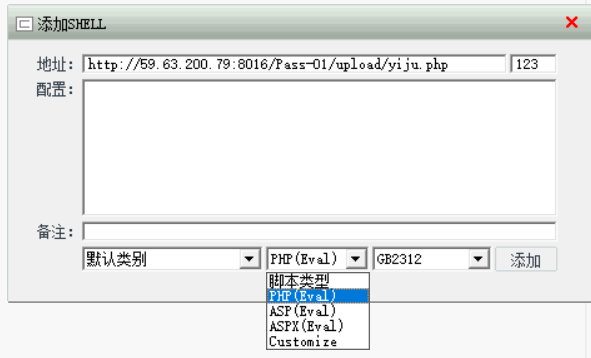 添加SHELL
地址: http://59.63.200.79:8016/Pass-01/upload/yiju.php 123
配置:
备注:
默认类别 PHP(Eval) GB2312 添加
脚本类型
PHP(Eval)
ASP(Eval)
ASPX(Eval)
Customize